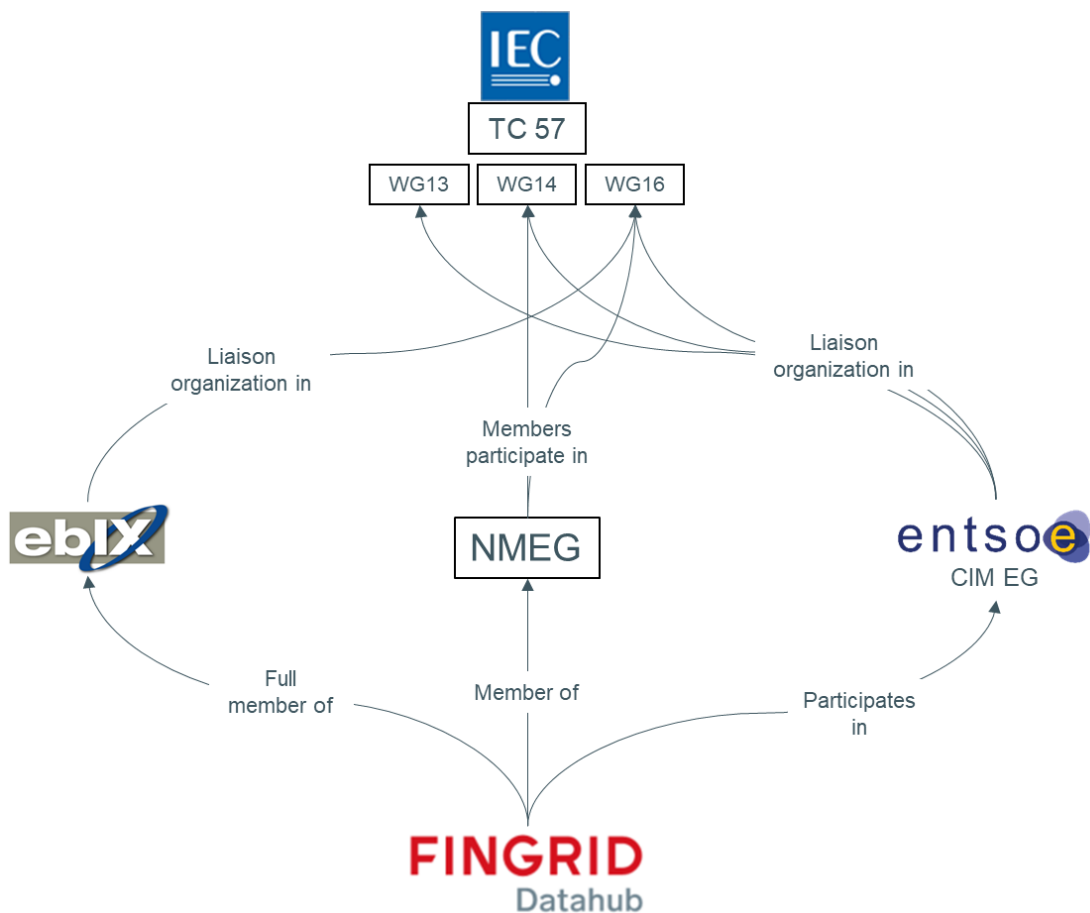 IEC
TC 57
WG13
WG14
WG16
Liaison
organization in
Liaison
organization in
Members
participate in
ebIX
NMEG
entsoe
CIM EG
Full
member of
Member of
Participates
in
FINGRID
Datahub